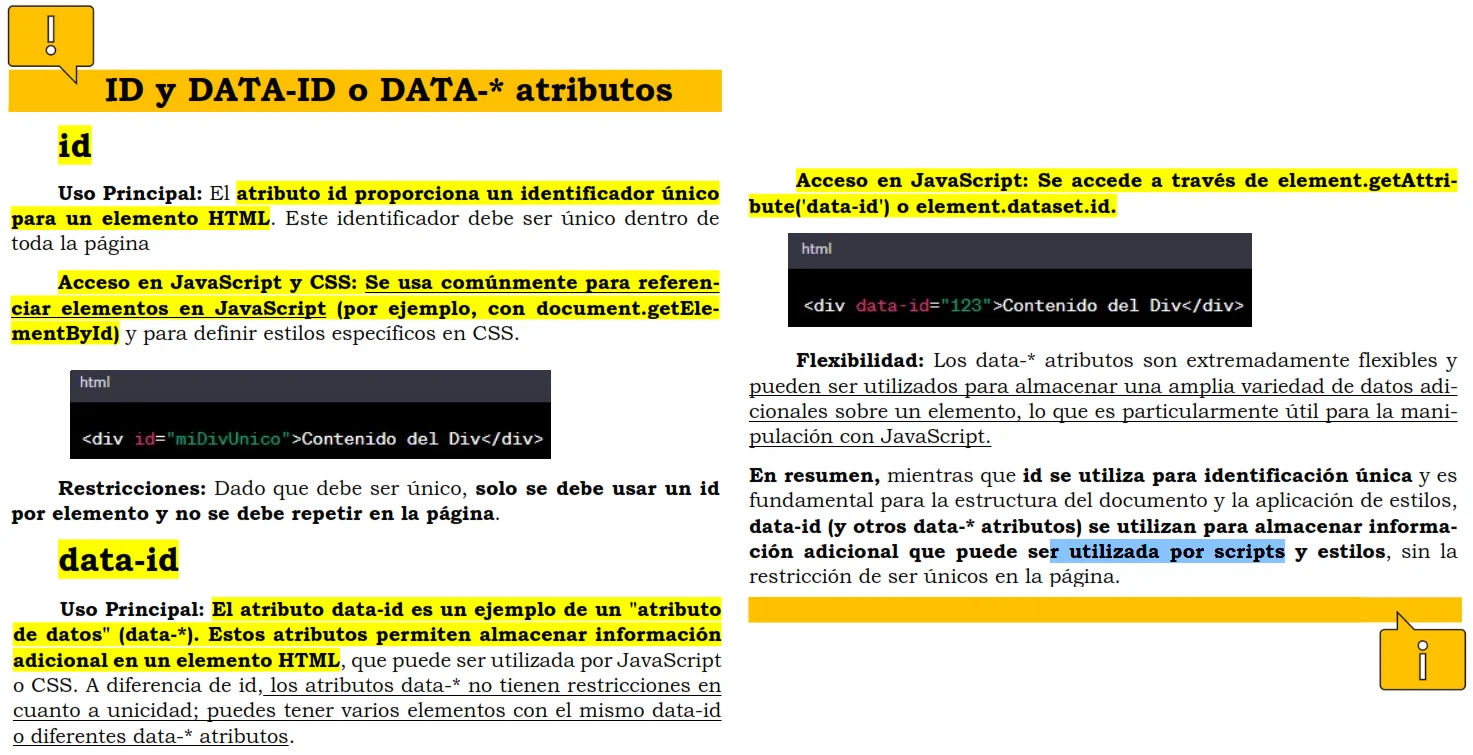 ID y DATA-ID o DATA-* atributos
id
Uso Principal: El atributo id proporciona un identificador único
para un elemento HTML. Este identificador debe ser único dentro de
toda la página
Acceso en JavaScript y CSS: Se usa comúnmente para referen-
ciar elementos en JavaScript (por ejemplo, con document.getEle-
mentById) y para definir estilos específicos en CSS.
html
<div id="miDivUnico">Contenido del Div</div>
Restricciones: Dado que debe ser único, solo se debe usar un id
por elemento y no se debe repetir en la página.
data-id
Uso Principal: El atributo data-id es un ejemplo de un "atributo
de datos" (data-*). Estos atributos permiten almacenar información
adicional en un elemento HTML, que puede ser utilizada por JavaScript
o CSS. A diferencia de id, los atributos data-* no tienen restricciones en
cuanto a unicidad; puedes tener varios elementos con el mismo data-id
o diferentes data-* atributos.
Acceso en JavaScript: Se accede a través de element.getAttri-
bute('data-id') o element.dataset.id.
html
<div data-id="123">Contenido del Div</div>
Flexibilidad: Los data-* atributos son extremadamente flexibles y
pueden ser utilizados para almacenar una amplia variedad de datos adi-
cionales sobre un elemento, lo que es particularmente útil para la mani-
pulación con JavaScript.
En resumen, mientras que id se utiliza para identificación única y es
fundamental para la estructura del documento y la aplicación de estilos,
data-id (y otros data-* atributos) se utilizan para almacenar informa-
ción adicional que puede ser utilizada por scripts y estilos, sin la
restricción de ser únicos en la página.